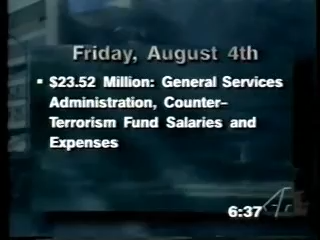 Friday, August 4th
▪ $23.52 Million: General Services
Administration, Counter–
Terrorism Fund Salaries and
Expenses
6:37